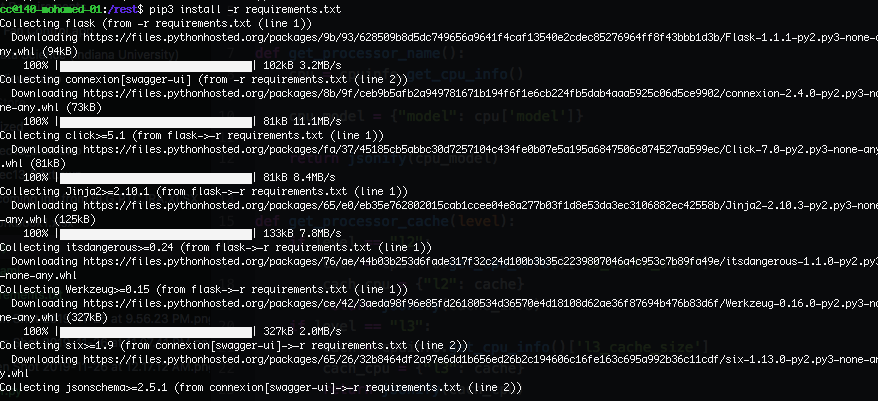 cc@140-mohamed-01:/rest$ pip3 install -r requirements.txt
Collecting flask (from -r requirements.txt (line 1))
  Downloading https://files.pythonhosted.org/packages/9b/93/628509b8d5dc749656a9641f4caf13540e2cdec85276964ff8f43bbb1d3b/Flask-1.1.1-py2.py3-none-a
ny.whl (94kB)
    100% || 102kB 3.2MB/s
Collecting connexion[swagger-ui] (from -r requirements.txt (line 2))
  Downloading https://files.pythonhosted.org/packages/8b/9f/ceb9b5afb2a949781671b194f6f1e6cb224fb5dab4aaa5925c06d5ce9902/connexion-2.4.0-py2.py3-no
ne-any.whl (73kB)
    100% || 81kB 11.1MB/s
Collecting click>=5.1 (from flask->-r requirements.txt (line 1))
  Downloading https://files.pythonhosted.org/packages/fa/37/45185cb5abbc30d7257104c434fe0b07e5a195a6847506c074527aa599ec/Click-7.0-py2.py3-none-any
.whl (81kB)
    100% || 81kB 8.4MB/s
Collecting Jinja2>=2.10.1 (from flask->-r requirements.txt (line 1))
  Downloading https://files.pythonhosted.org/packages/65/e0/eb35e762802015cab1ccee04e8a277b03f1d8e53da3ec3106882ec42558b/Jinja2-2.10.3-py2.py3-none
-any.whl (125kB)
    100% || 133kB 7.8MB/s
Collecting itsdangerous>=0.24 (from flask->-r requirements.txt (line 1))
  Downloading https://files.pythonhosted.org/packages/76/ae/44b03b253d6fade317f32c24d100b3b35c2239807046a4c953c7b89fa49e/itsdangerous-1.1.0-py2.py3
-none-any.whl
Collecting Werkzeug>=0.15 (from flask->-r requirements.txt (line 1))
  Downloading https://files.pythonhosted.org/packages/ce/42/3aeda98f96e85fd26180534d36570e4d18108d62ae36f87694b476b83d6f/Werkzeug-0.16.0-py2.py3-no
ne-any.whl (327kB)
    100% || 327kB 2.0MB/s
Collecting six>=1.9 (from connexion[swagger-ui]->-r requirements.txt (line 2))
  Downloading https://files.pythonhosted.org/packages/65/26/32b8464df2a97e6dd1b656ed26b2c194606c16fe163c695a992b36c11cdf/six-1.13.0-py2.py3-none-an
y.whl
Collecting jsonschema>=2.5.1 (from connexion[swagger-ui]->-r requirements.txt (line 2))